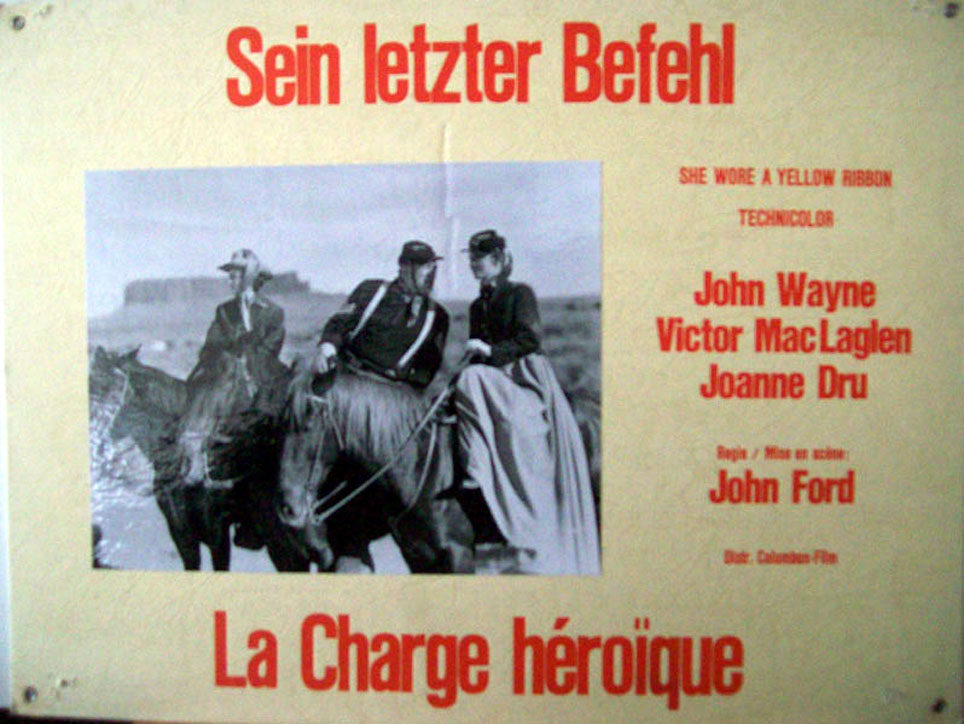 Sein letzter Befehl
SHE WORE A YELLOW RIBBON
TECHNICOLOR
John Wayne
Victor MacLaglen
Joanne Dru
Regie / Mise en scène:
John Ford
Distr. Columbus-Film
La Charge héroïque